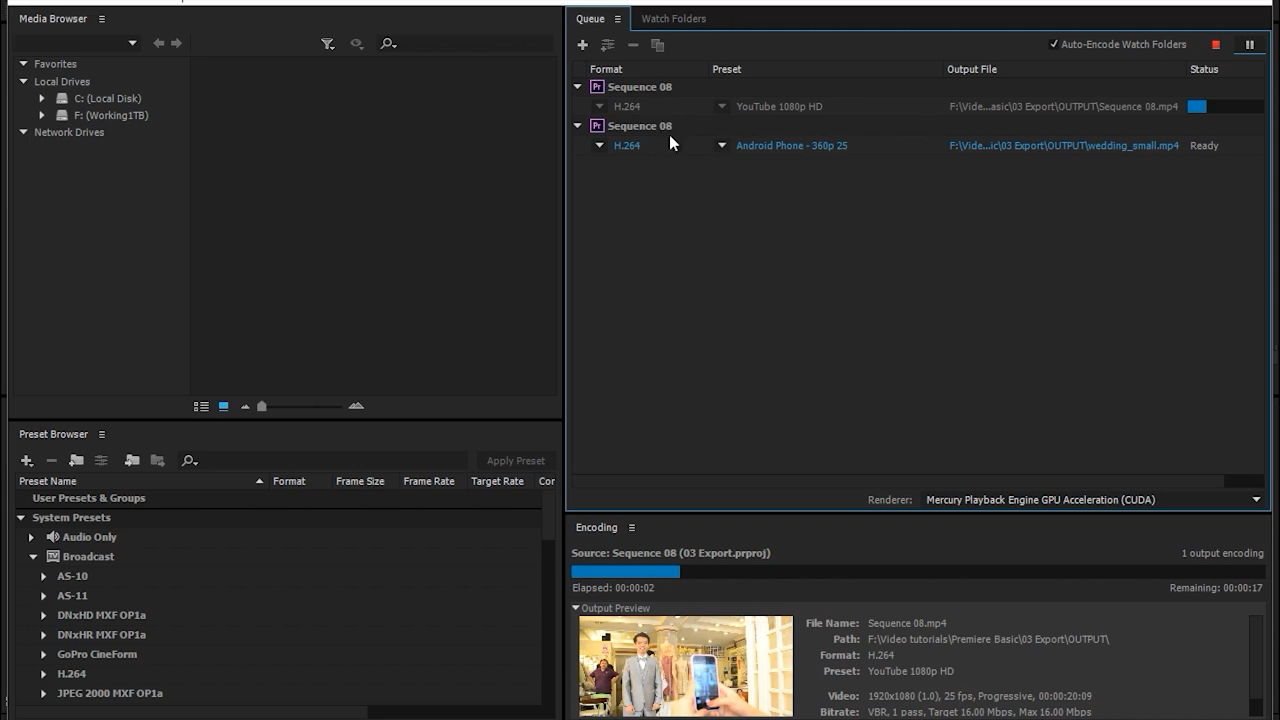 Media Browser
Favorites
Local Drives
C: (Local Disk)
F: (Working1TB)
Network Drives
Queue Watch Folders
Auto-Encode Watch Folders
Format Preset Output File Status
Pr Sequence 08
H.264 YouTube 1080p HD F:\Vide...asic\03 Export\OUTPUT\Sequence 08.mp4
Pr Sequence 08
H.264 Android Phone - 360p 25 F:\Vide...ic\03 Export\OUTPUT\wedding_small.mp4 Ready
Renderer: Mercury Playback Engine GPU Acceleration (CUDA)
Preset Browser
Apply Preset
Preset Name Format Frame Size Frame Rate Target Rate Cor
User Presets & Groups
System Presets
Audio Only
Broadcast
AS-10
AS-11
DNxHD MXF OP1a
DNxHR MXF OP1a
GoPro CineForm
H.264
JPEG 2000 MXF OP1a
Encoding
Source: Sequence 08 (03 Export.prproj) 1 output encoding
Elapsed: 00:00:02 Remaining: 00:00:17
Output Preview
File Name: Sequence 08.mp4
Path: F:\Video tutorials\Premiere Basic\03 Export\OUTPUT\
Format: H.264
Preset: YouTube 1080p HD
Video: 1920x1080 (1.0), 25 fps, Progressive, 00:00:20:09
Bitrate: VBR, 1 pass, Target 16.00 Mbps, Max 16.00 Mbps